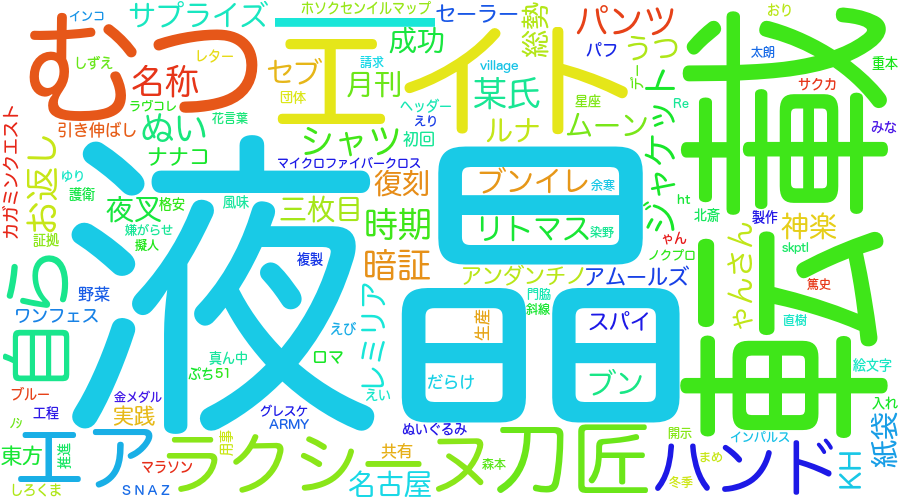 インコ
サプライズ
ホソクセンイルマップ
セーラー
総勢
パンツ
おり
むつ
しずえ
レター
エイト
成功
パフ
うつ
太朗
転載
重本
名称
セブ
請求
月刊
village
某氏
デート
サクカ
団体
ラヴコレ
ヘッダー
星座
Re
引き伸ばし
ぬい
花言葉
シャツ
えり
初回
ルナ
ムーン
ジャケット
みな
カガミンクエスト
お返し
ナナコ
マイクロファイバークロス
ゆり
護衛
液晶
復刻
ブンイレ
余寒
ht
夜叉
格安
風味
三枚目
時期
リトマス
染野
北斎
製作
神楽
証拠
嫌がらせ
擬人
ゃん
やんさん
ノクプロ
skptl
自ら
野菜
複製
暗証
アンダンチノ
アムールズ
篤史
ワンフェス
レミリア
門脇
斜線
生産
スパイ
直樹
えび
真ん中
ロマ
ぷち51
だらけ
ブン
絵文字
ブルー
金メダル
えい
入れ
工程
実践
グレスケ
ARMY
ぬいぐるみ
紙袋
エア
東方
推進
用事
ラクシーヌ
共有
刀匠
開示
インパルス
マラソン
森本
まめ
ハンド
KH
しろくま
SNAZ
名古屋
冬季